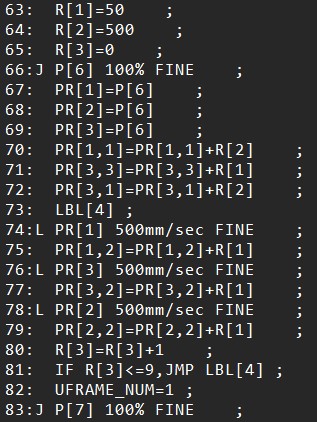 63:  R[1]=50    ;
64:  R[2]=500    ;
65:  R[3]=0    ;
66:J P[6] 100% FINE    ;
67:  PR[1]=P[6]    ;
68:  PR[2]=P[6]    ;
69:  PR[3]=P[6]    ;
70:  PR[1,1]=PR[1,1]+R[2]    ;
71:  PR[3,3]=PR[3,3]+R[1]    ;
72:  PR[3,1]=PR[3,1]+R[2]    ;
73:  LBL[4] ;
74:L PR[1] 500mm/sec FINE    ;
75:  PR[1,2]=PR[1,2]+R[1]    ;
76:L PR[3] 500mm/sec FINE    ;
77:  PR[3,2]=PR[3,2]+R[1]    ;
78:L PR[2] 500mm/sec FINE    ;
79:  PR[2,2]=PR[2,2]+R[1]    ;
80:  R[3]=R[3]+1    ;
81:  IF R[3]<=9,JMP LBL[4] ;
82:  UFRAME_NUM=1 ;
83:J P[7] 100% FINE    ;